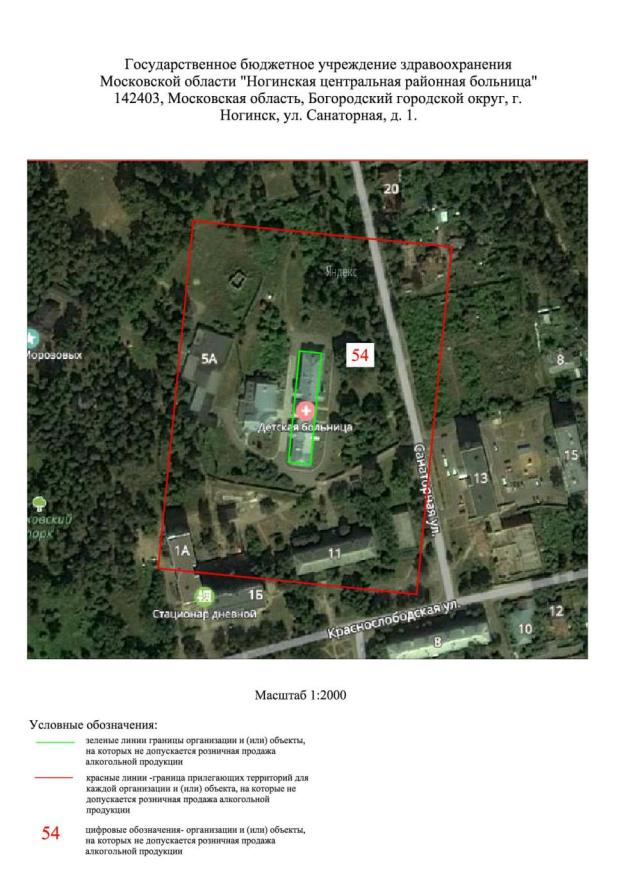 Государственное бюджетное учреждение здравоохранения
Московской области "Ногинская центральная районная больница"
142403, Московская область, Богородский городской округ, г.
Ногинск, ул. Санаторная, д. 1.
20
Яндекс
Морозовых
5А
54
8
Детская больница
Санаторная ул.
13
15
ковский
парк
1А
11
1Б
Стационар дневной
Краснослободская ул.
8
10
12
Масштаб 1:2000
Условные обозначения:
зеленые линии границы организации и (или) объекты,
на которых не допускается розничная продажа
алкогольной продукции
красные линии -граница прилегающих территорий для
каждой организации и (или) объекта, на которые не
допускается розничная продажа алкогольной
продукции
54
цифровые обозначения- организации и (или) объекты,
на которых не допускается розничная продажа
алкогольной продукции